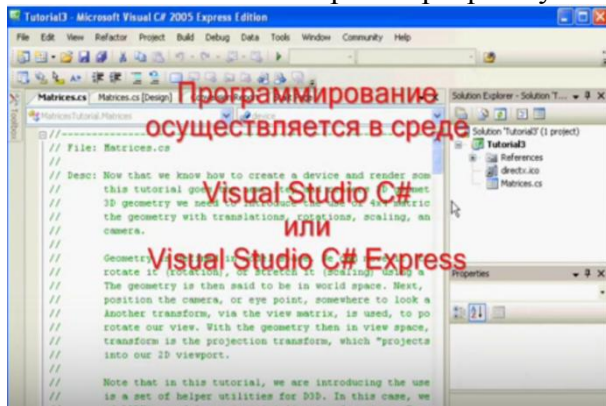 Tutorial3 - Microsoft Visual C# 2005 Express Edition
File Edit View Refactor Project Build Debug Data Tools Window Community Help
Matrices.cs Matrices.cs [Design]
Программирование
осуществляется в среде
Visual Studio C#
или
Visual Studio C# Express
MatricesTutorial.Matrices device
Toolbox
//
// File: Matrices.cs
//
// Desc: Now that we know how to create a device and render som
// this tutorial
// 3D geometry we need to introduce the use of 4x4
// the geometry with translations, rotations, scaling, an
// camera.
//
// Geometry
// rotate it (rotation), or stretch it (scaling) using a
// The geometry is then said to be in world space. Next,
// position the camera, or eye point, somewhere to look a
// Another transform, via the view matrix, is used, to po
// rotate our view. With the geometry then in view space,
// transform is the projection transform, which "projects
// into our 2D viewport.
//
// Note that in this tutorial, we are introducing the use
// is a set of helper utilities for D3D. In this case, we
Solution Explorer - Solution 'T...
Solution 'Tutorial3' (1 project)
Tutorial3
References
directx.ico
Matrices.cs
Properties